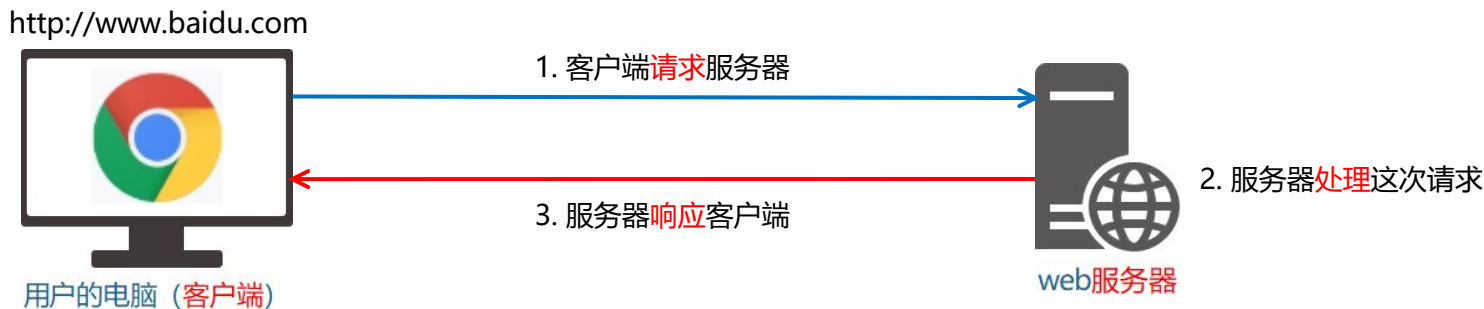 http://www.baidu.com
1. 客户端请求服务器
2. 服务器处理这次请求
3. 服务器响应客户端
用户的电脑（客户端）
web服务器